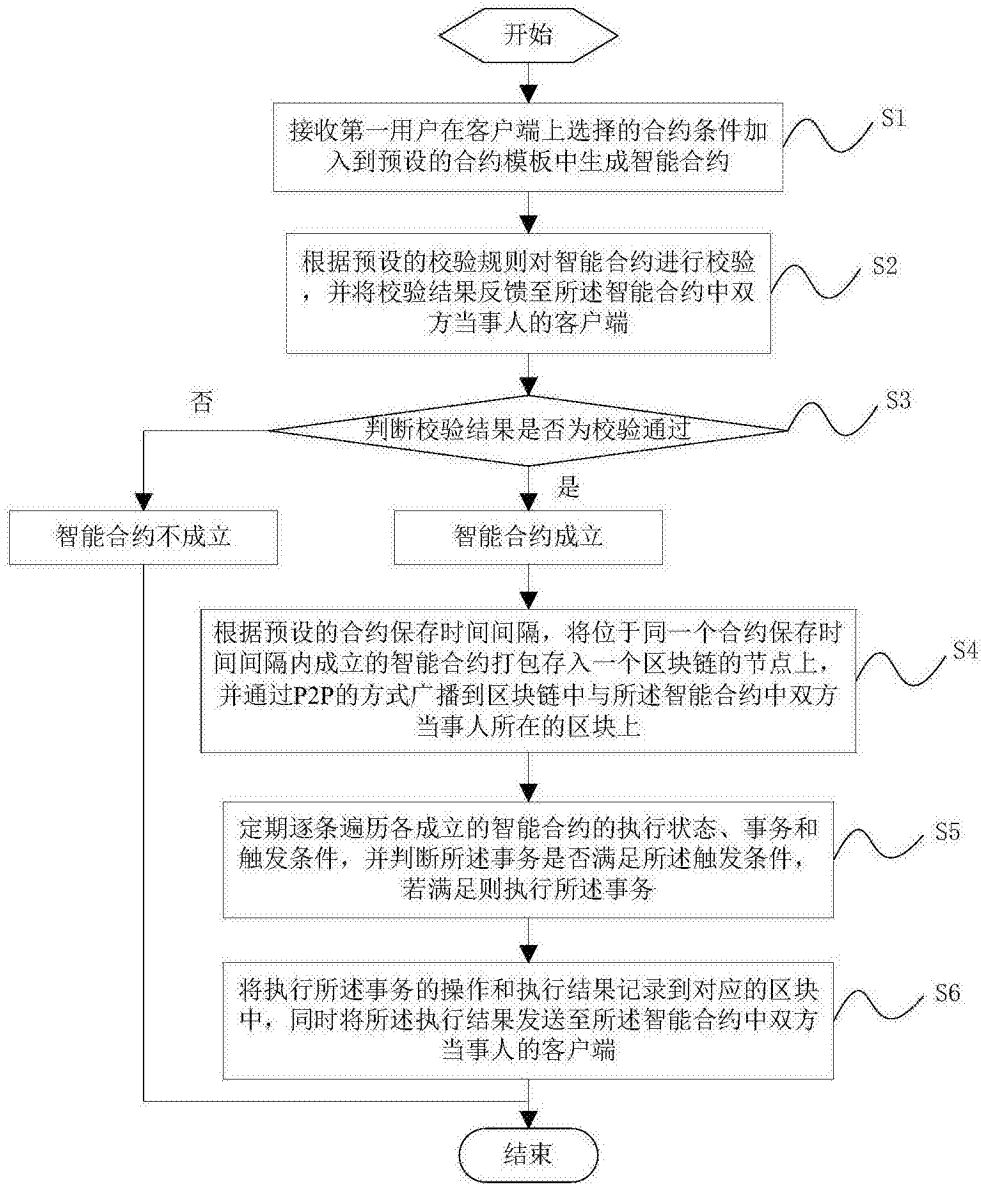 开始
接收第一用户在客户端上选择的合约条件加
入到预设的合约模板中生成智能合约
S1
根据预设的校验规则对智能合约进行校验
，并将校验结果反馈至所述智能合约中双
方当事人的客户端
S2
否
判断校验结果是否为校验通过
S3
是
智能合约不成立
智能合约成立
根据预设的合约保存时间间隔，将位于同一个合约保存时
间间隔内成立的智能合约打包存入一个区块链的节点上，
并通过P2P的方式广播到区块链中与所述智能合约中双方
当事人所在的区块上
S4
定期逐条遍历各成立的智能合约的执行状态、事务和
触发条件，并判断所述事务是否满足所述触发条件，
若满足则执行所述事务
S5
将执行所述事务的操作和执行结果记录到对应的区块
中，同时将所述执行结果发送至所述智能合约中双方
当事人的客户端
S6
结束